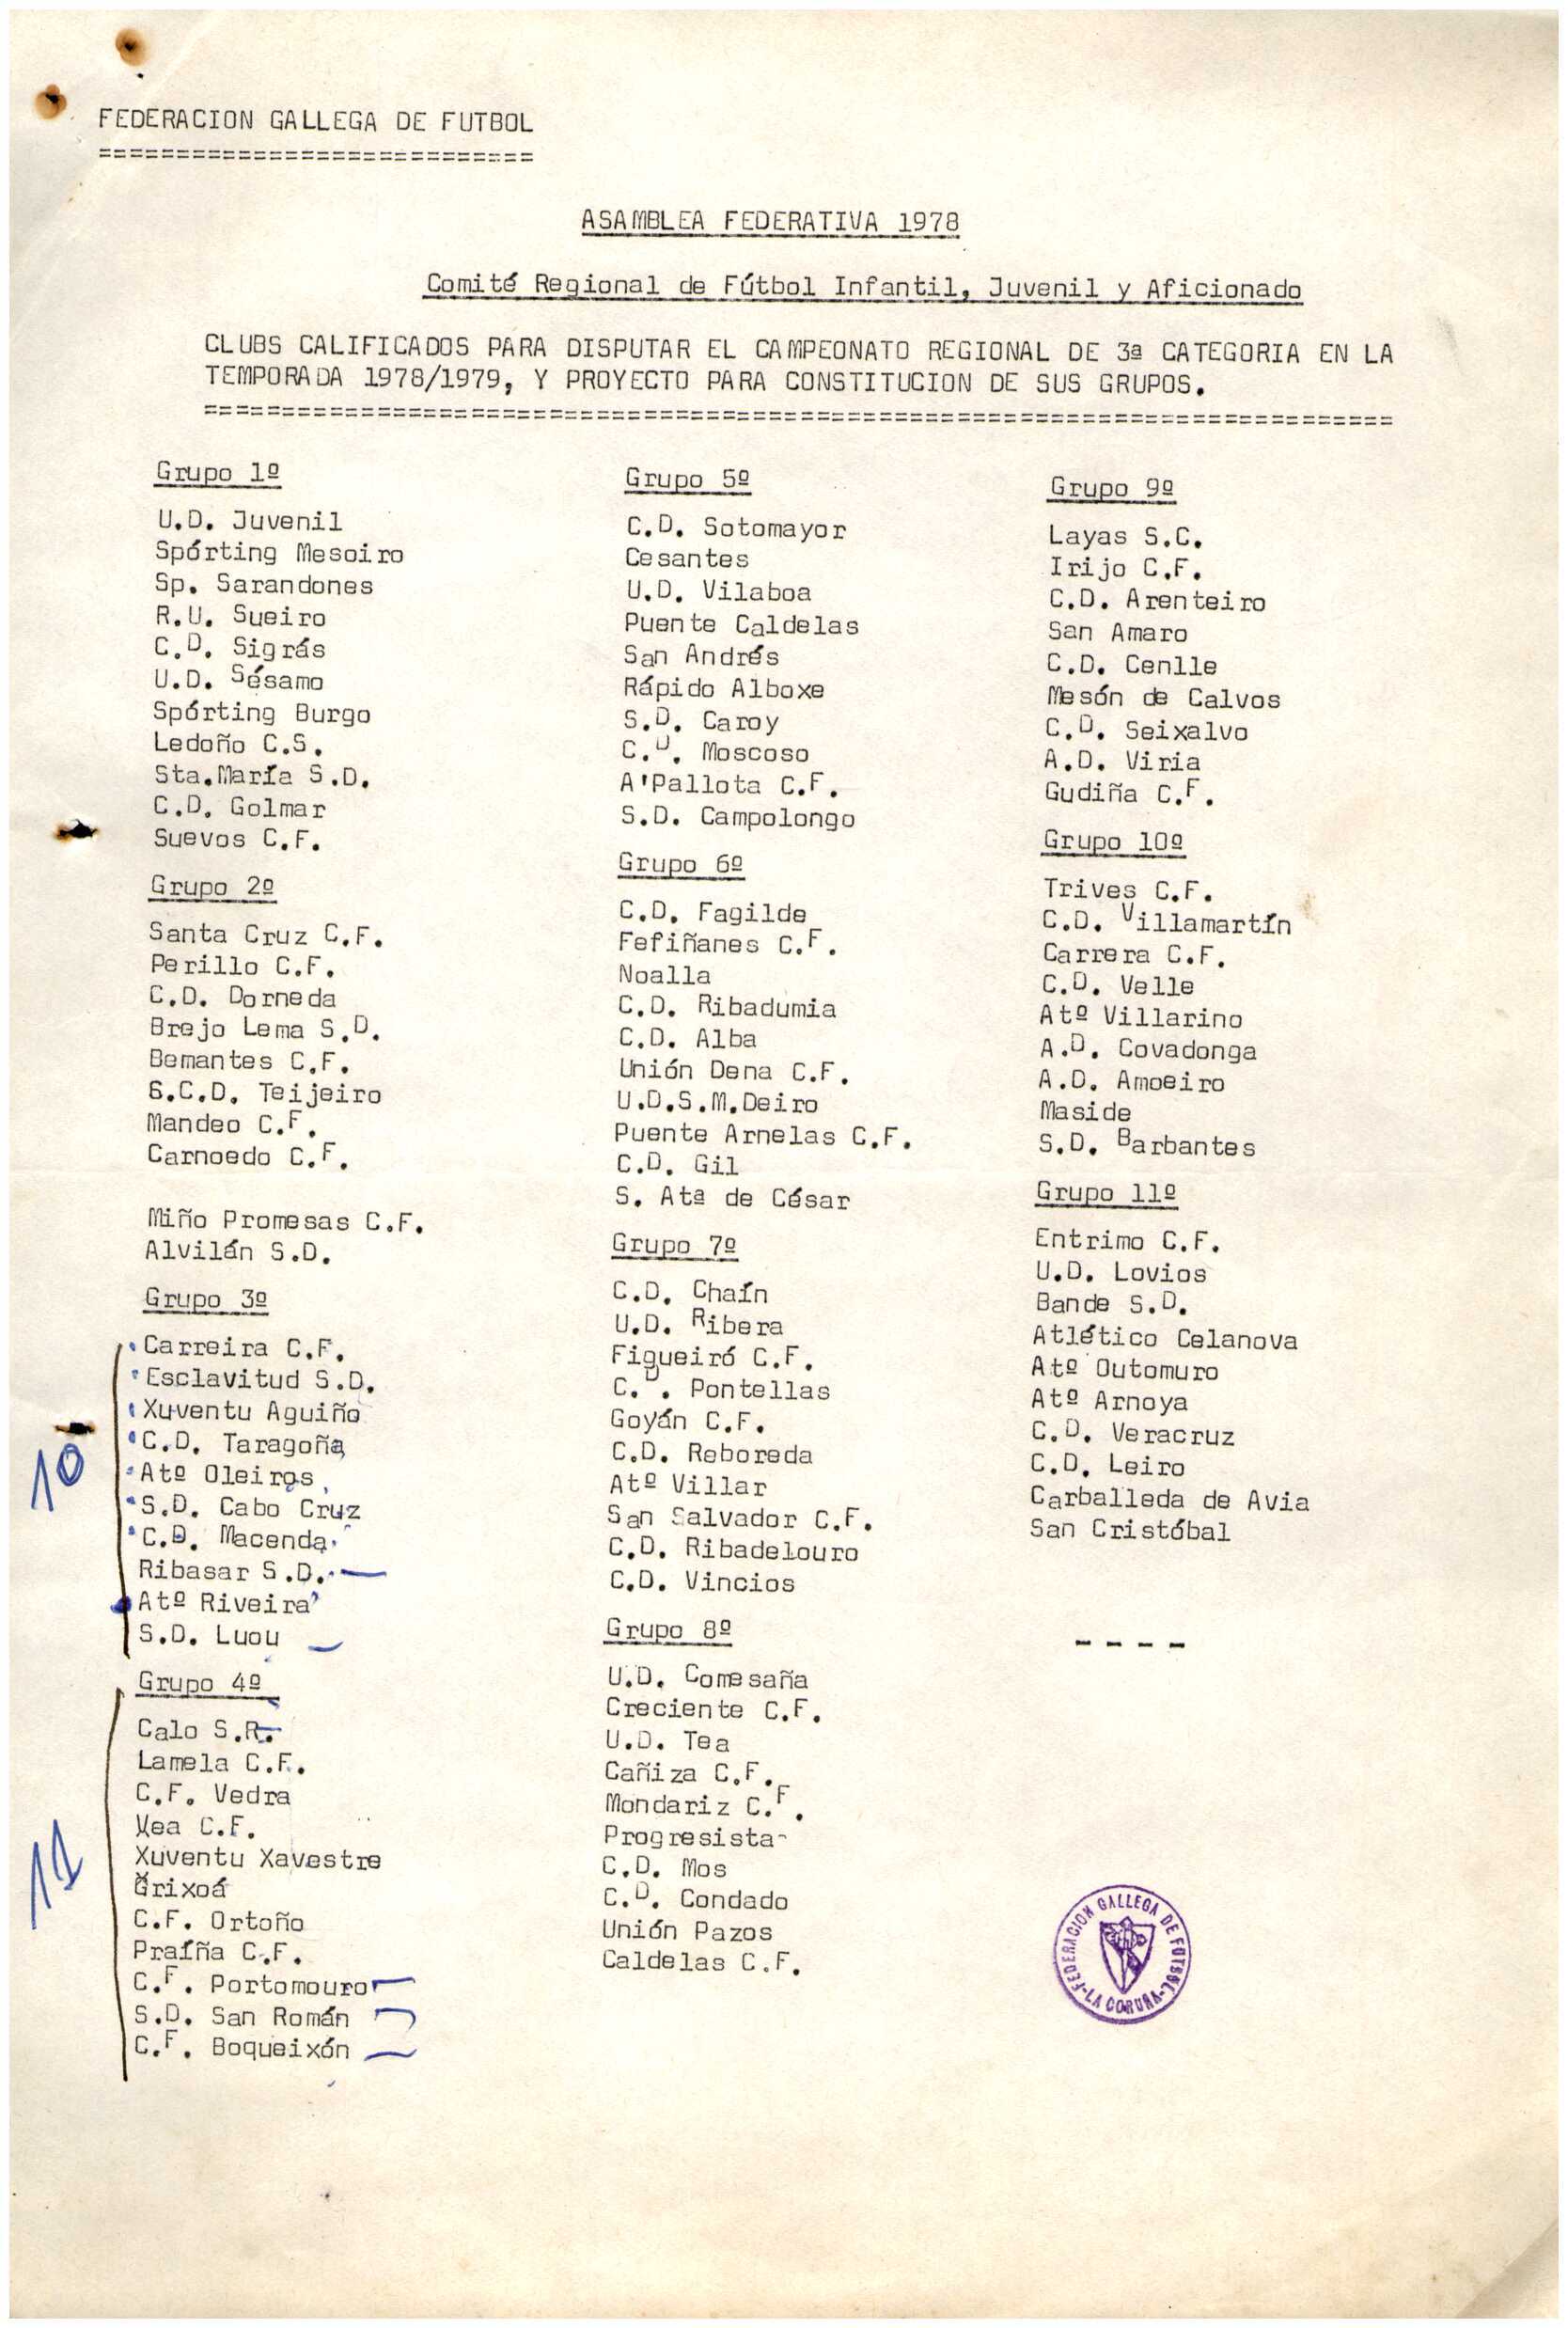 FEDERACION GALLEGA DE FUTBOL
============================
ASAMBLEA FEDERATIVA 1978
Comité Regional de Fútbol Infantil, Juvenil y Aficionado
CLUBS CALIFICADOS PARA DISPUTAR EL CAMPEONATO REGIONAL DE 3ª CATEGORIA EN LA
TEMPORADA 1978/1979, Y PROYECTO PARA CONSTITUCION DE SUS GRUPOS.
============================================================================
Grupo 1º
U.D. Juvenil
Spórting Mesoiro
Sp. Sarandones
R.U. Sueiro
C.D. Sigrás
U.D. Sésamo
Spórting Burgo
Ledoño C.S.
Sta.María S.D.
C.D. Golmar
Suevos C.F.
Grupo 2º
Santa Cruz C.F.
Perillo C.F.
C.D. Dorneda
Brejo Lema S.D.
Bemantes C.F.
S.C.D. Teijeiro
Mandeo C.F.
Carnoedo C.F.
Miño Promesas C.F.
Alvilán S.D.
Grupo 3º
Carreira C.F.
Esclavitud S.D.
Xuventu Aguiño
C.D. Taragoña
Atº Oleiros
S.D. Cabo Cruz
C.D. Macenda
Ribasar S.D.
Atº Riveira
S.D. Luou
10
Grupo 4º
Calo S.R.
Lamela C.F.
C.F. Vedra
Xea C.F.
Xuventu Xavestre
Grixoá
C.F. Ortoño
Praíña C.F.
C.F. Portomouro
S.D. San Román
C.F. Boqueixón
11
Grupo 5º
C.D. Sotomayor
Cesantes
U.D. Vilaboa
Puente Caldelas
San Andrés
Rápido Alboxe
S.D. Caroy
C.D. Moscoso
A'Pallota C.F.
S.D. Campolongo
Grupo 6º
C.D. Fagilde
Fefiñanes C.F.
Noalla
C.D. Ribadumia
C.D. Alba
Unión Dena C.F.
U.D.S.M.Deiro
Puente Arnelas C.F.
C.D. Gil
S. Atª de César
Grupo 7º
C.D. Chaín
U.D. Ribera
Figueiró C.F.
C.D. Pontellas
Goyán C.F.
C.D. Reboreda
Atº Villar
San Salvador C.F.
C.D. Ribadelouro
C.D. Vincios
Grupo 8º
U.D. Comesaña
Creciente C.F.
U.D. Tea
Cañiza C.F.
Mondariz C.F.
Progresista
C.D. Mos
C.D. Condado
Unión Pazos
Caldelas C.F.
Grupo 9º
Layas S.C.
Irijo C.F.
C.D. Arenteiro
San Amaro
C.D. Cenlle
Mesón de Calvos
C.D. Seixalvo
A.D. Viria
Gudiña C.F.
Grupo 10º
Trives C.F.
C.D. Villamartín
Carrera C.F.
C.D. Velle
Atº Villarino
A.D. Covadonga
A.D. Amoeiro
Maside
S.D. Barbantes
Grupo 11º
Entrimo C.F.
U.D. Lovios
Bande S.D.
Atlético Celanova
Atº Outomuro
Atº Arnoya
C.D. Veracruz
C.D. Leiro
Carballeda de Avia
San Cristóbal
- - - -
FEDERACION GALLEGA DE FUTBOL
-LA CORUÑA-